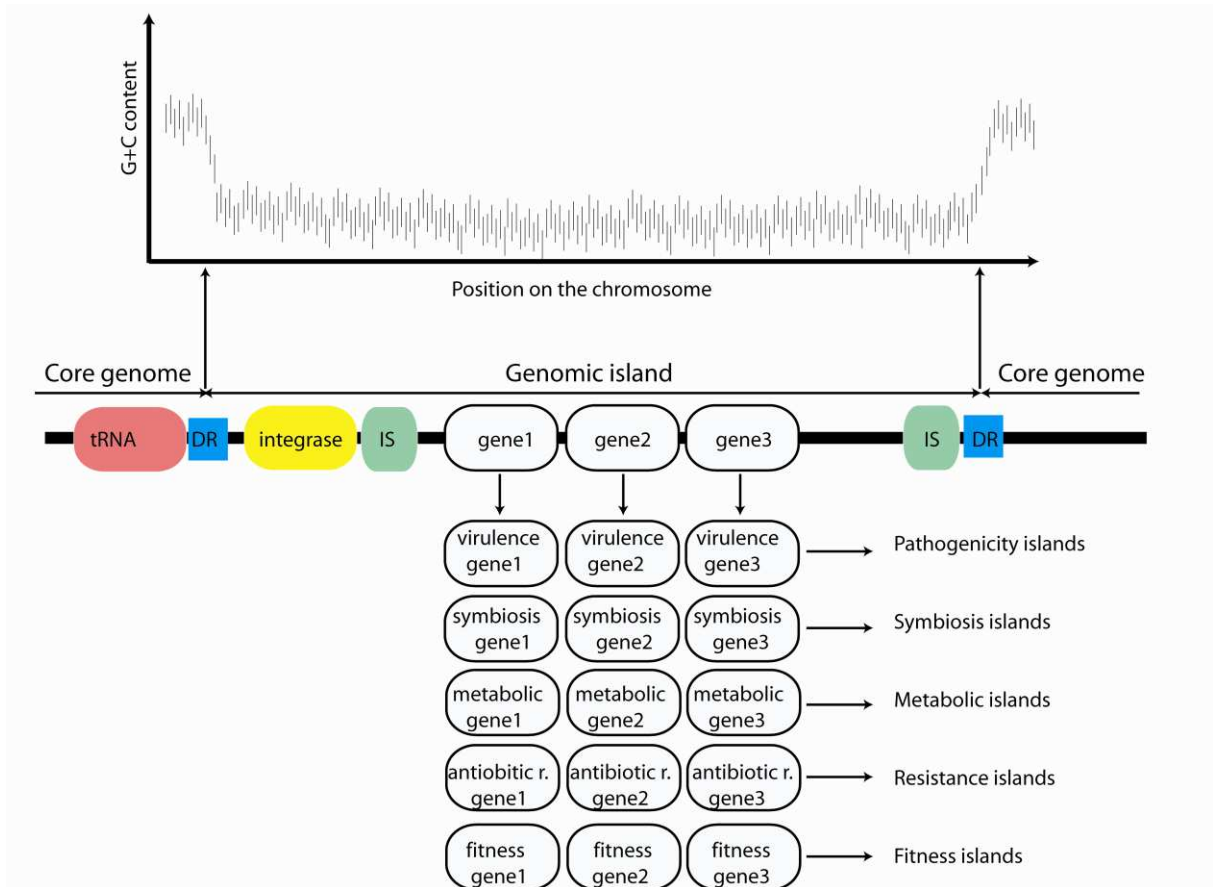 G+C content
Position on the chromosome
Core genome
Genomic island
Core genome
tRNA
DR
integrase
IS
gene1
gene2
gene3
IS
DR
virulence
gene1
virulence
gene2
virulence
gene3
Pathogenicity islands
symbiosis
gene1
symbiosis
gene2
symbiosis
gene3
Symbiosis islands
metabolic
gene1
metabolic
gene2
metabolic
gene3
Metabolic islands
antiobitic r.
gene1
antibiotic r.
gene2
antibiotic r.
gene3
Resistance islands
fitness
gene1
fitness
gene2
fitness
gene3
Fitness islands